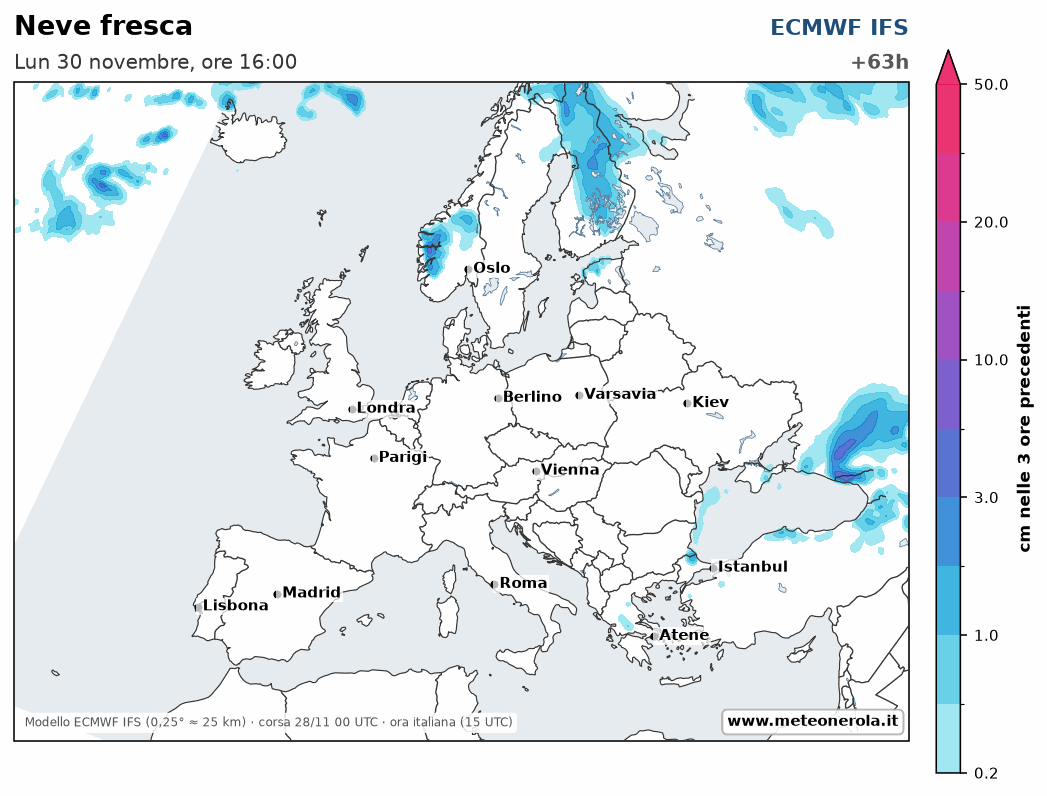 Neve fresca
ECMWF IFS
Lun 30 novembre, ore 16:00
+63h
50.0
20.0
10.0
3.0
1.0
0.2
cm nelle 3 ore precedenti
Oslo
Berlino
Varsavia
Kiev
Londra
Parigi
Vienna
Istanbul
Roma
Madrid
Lisbona
Atene
Modello ECMWF IFS (0,25° ≈ 25 km) · corsa 28/11 00 UTC · ora italiana (15 UTC)
www.meteonerola.it